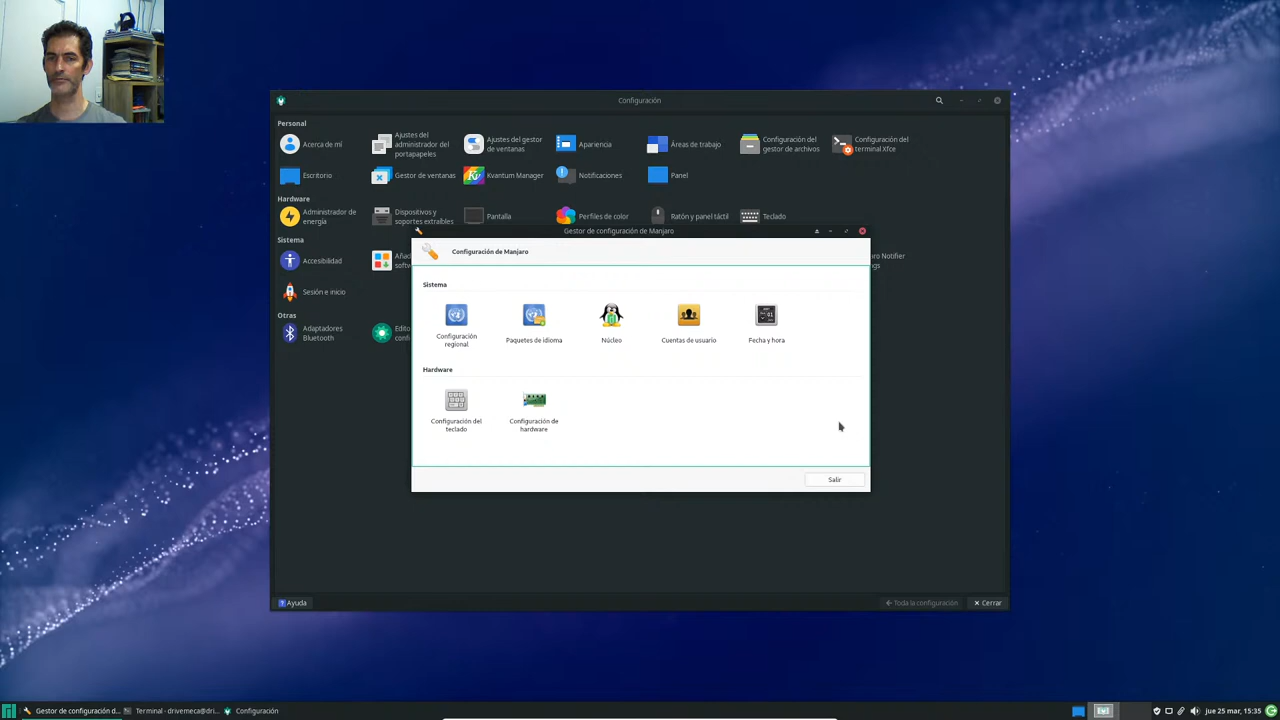 Configuración
Personal
Acerca de mí
Ajustes del
administrador del
portapapeles
Ajustes del gestor
de ventanas
Apariencia
Áreas de trabajo
Configuración del
gestor de archivos
Configuración del
terminal Xfce
Escritorio
Gestor de ventanas
Kvantum Manager
Notificaciones
Panel
Hardware
Administrador de
energía
Dispositivos y
soportes extraíbles
Pantalla
Perfiles de color
Ratón y panel táctil
Teclado
Sistema
Accesibilidad
Sesión e inicio
Otras
Adaptadores
Bluetooth
Gestor de configuración de Manjaro
Configuración de Manjaro
Sistema
Configuración
regional
Paquetes de idioma
Núcleo
Cuentas de usuario
Fecha y hora
Hardware
Configuración del
teclado
Configuración de
hardware
Salir
Notifier
Ayuda
Toda la configuración
Cerrar
Gestor de configuración d...
Terminal - drivemeca@dri...
Configuración
jue 25 mar, 15:35